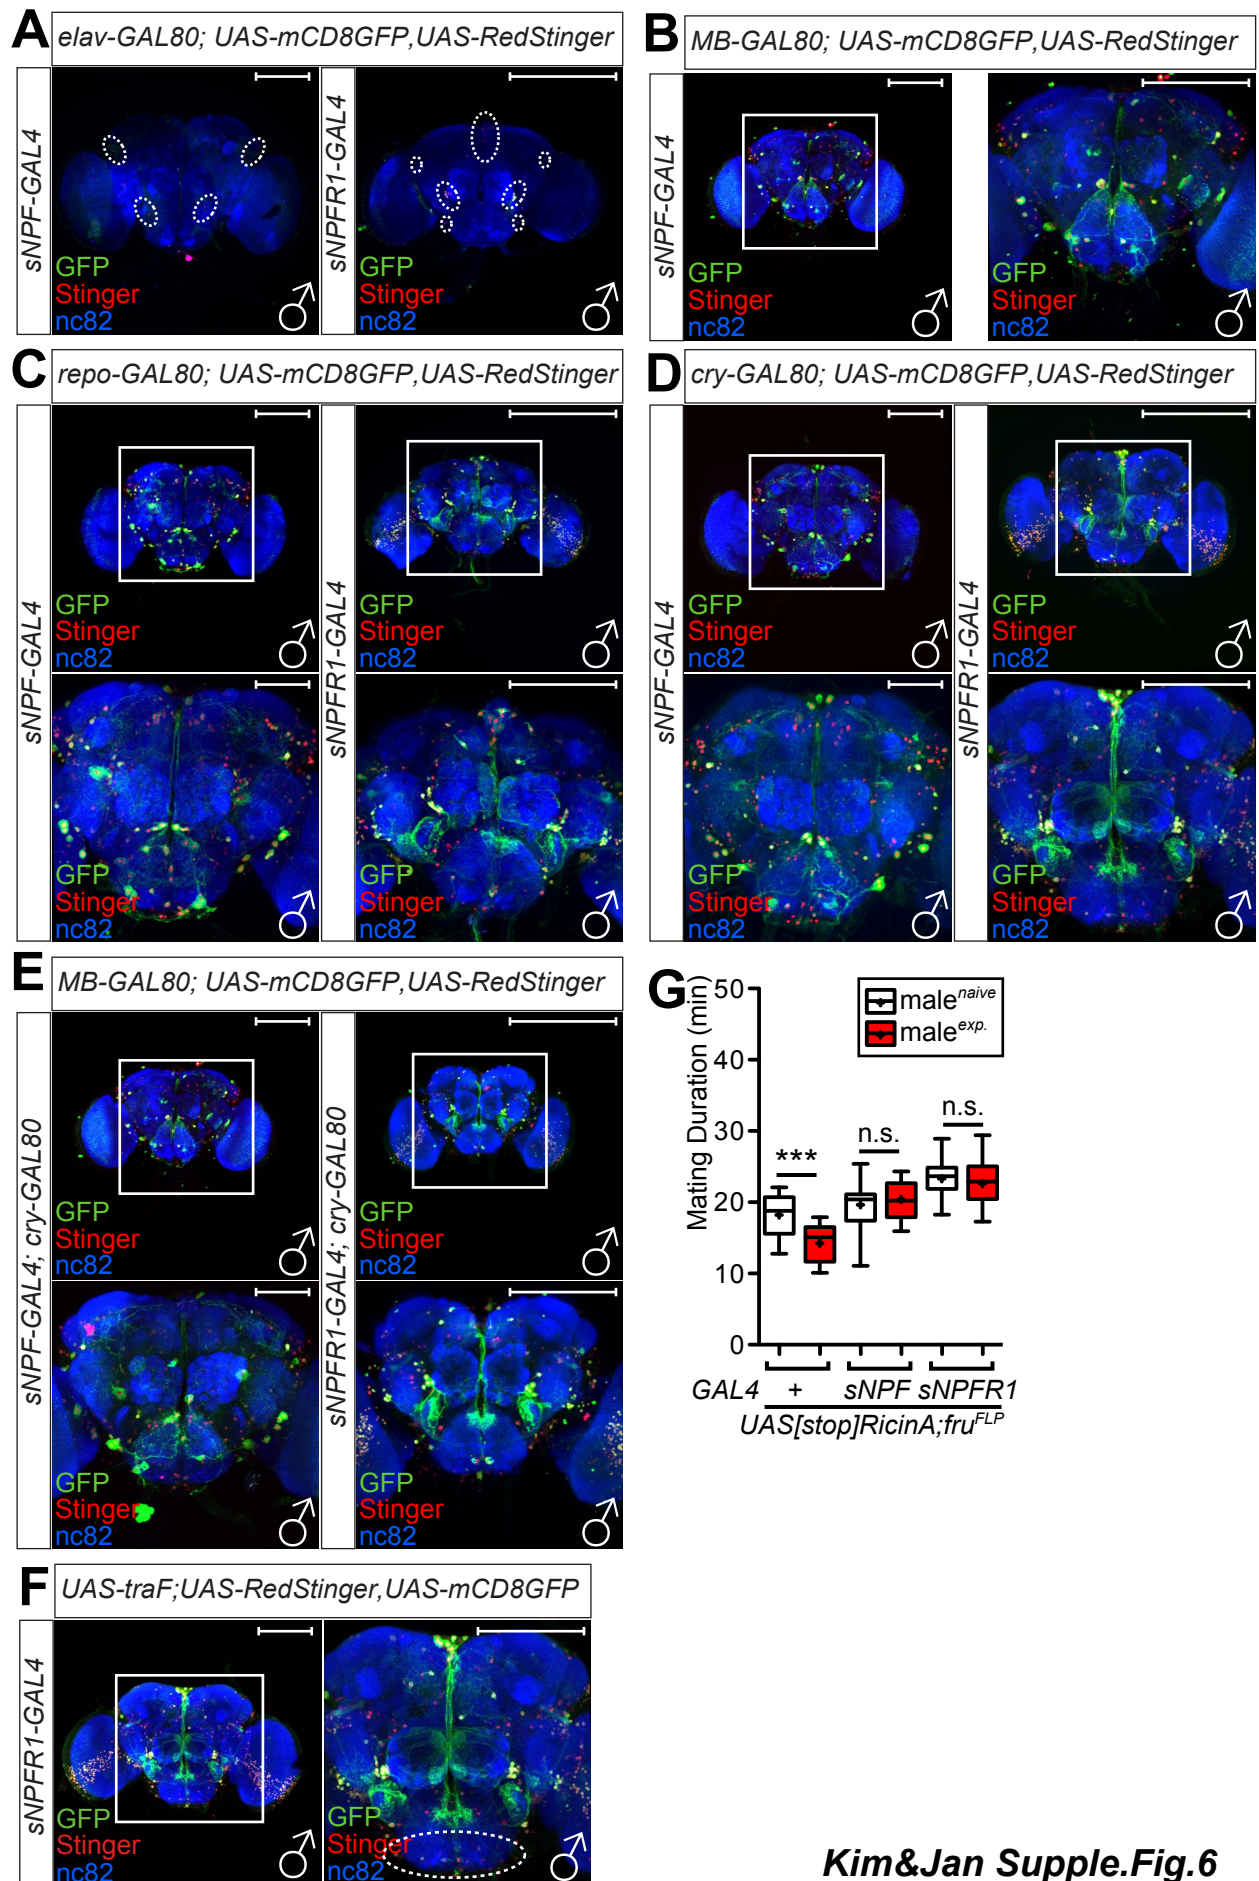 A
elav-GAL80; UAS-mCD8GFP,UAS-RedStinger
sNPF-GAL4
GFP
Stinger
nc82
♂
sNPFR1-GAL4
GFP
Stinger
nc82
♂
B
MB-GAL80; UAS-mCD8GFP,UAS-RedStinger
sNPF-GAL4
GFP
Stinger
nc82
♂
♂
C
repo-GAL80; UAS-mCD8GFP,UAS-RedStinger
sNPF-GAL4
GFP
Stinger
nc82
♂
GFP
Stinger
nc82
♂
sNPFR1-GAL4
GFP
Stinger
nc82
♂
GFP
Stinger
nc82
♂
D
cry-GAL80; UAS-mCD8GFP,UAS-RedStinger
sNPF-GAL4
GFP
Stinger
nc82
♂
GFP
Stinger
nc82
♂
sNPFR1-GAL4
GFP
Stinger
nc82
♂
GFP
Stinger
nc82
♂
E
MB-GAL80; UAS-mCD8GFP,UAS-RedStinger
sNPF-GAL4; cry-GAL80
GFP
Stinger
nc82
♂
GFP
Stinger
nc82
♂
sNPFR1-GAL4; cry-GAL80
GFP
Stinger
nc82
♂
GFP
Stinger
nc82
♂
F
UAS-traF;UAS-RedStinger,UAS-mCD8GFP
sNPFR1-GAL4
GFP
Stinger
nc82
♂
GFP
Stinger
nc82
♂
G
Mating Duration (min)
50
40
30
20
10
0
male naive
male exp.
***
n.s.
n.s.
GAL4 + sNPF sNPFR1
UAS[stop]RicinA;fru FLP
Kim&Jan Supple.Fig.6